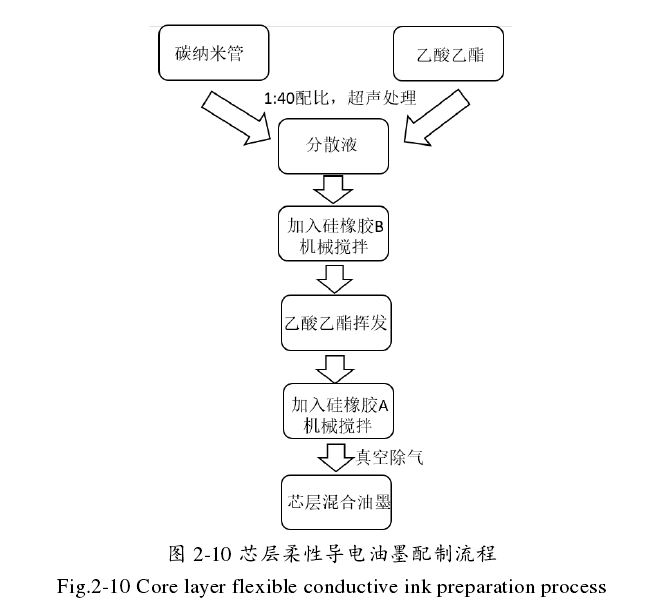 碳纳米管
乙酸乙酯
1:40配比，超声处理
分散液
加入硅橡胶B
机械搅拌
乙酸乙酯挥发
加入硅橡胶A
机械搅拌
真空除气
芯层混合油墨
图 2-10 芯层柔性导电油墨配制流程
Fig.2-10 Core layer flexible conductive ink preparation process